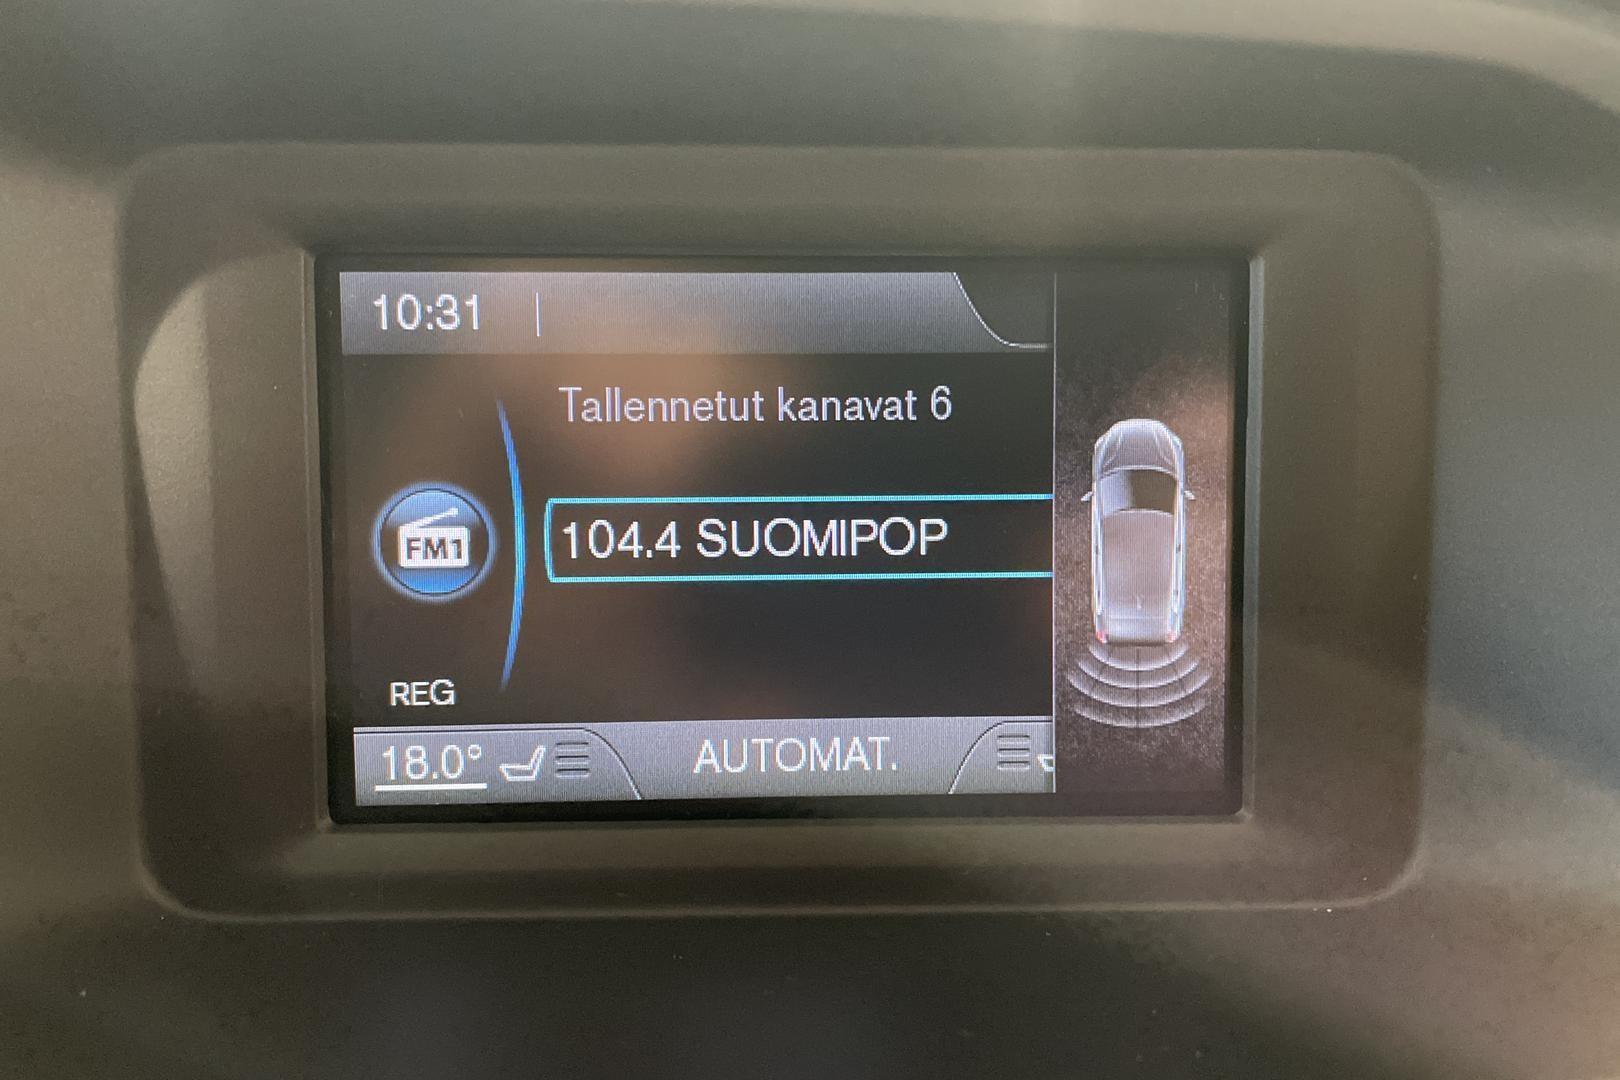 10:31
Tallennetut kanavat 6
FM1
104.4 SUOMIPOP
REG
18.0°
AUTOMAT.